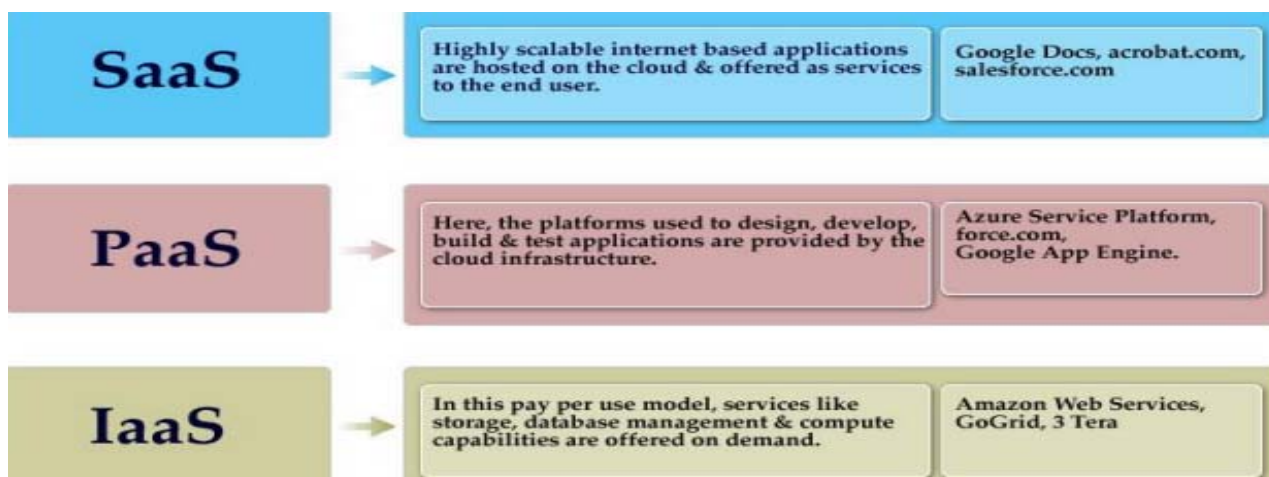 SaaS
Highly scalable internet based applications
are hosted on the cloud & offered as services
to the end user.
Google Docs, acrobat.com,
salesforce.com
PaaS
Here, the platforms used to design, develop,
build & test applications are provided by the
cloud infrastructure.
Azure Service Platform,
force.com,
Google App Engine.
IaaS
In this pay per use model, services like
storage, database management & compute
capabilities are offered on demand.
Amazon Web Services,
GoGrid, 3 Tera